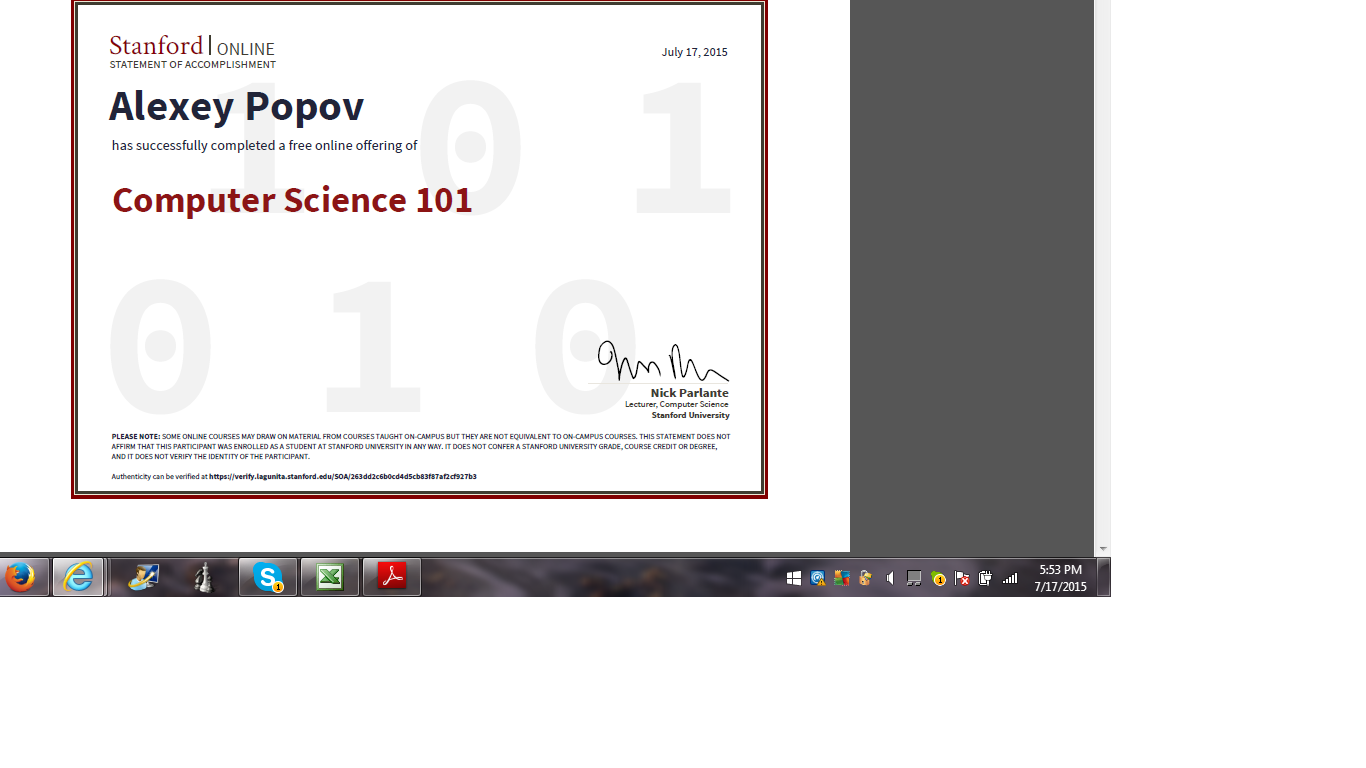 Stanford | ONLINE
July 17, 2015
STATEMENT OF ACCOMPLISHMENT
1 0 1
Alexey Popov
has successfully completed a free online offering of
Computer Science 101
0 1 0
Nick Parlante
Lecturer, Computer Science
Stanford University
PLEASE NOTE: SOME ONLINE COURSES MAY DRAW ON MATERIAL FROM COURSES TAUGHT ON-CAMPUS BUT THEY ARE NOT EQUIVALENT TO ON-CAMPUS COURSES. THIS STATEMENT DOES NOT
AFFIRM THAT THIS PARTICIPANT WAS ENROLLED AS A STUDENT AT STANFORD UNIVERSITY IN ANY WAY. IT DOES NOT CONFER A STANFORD UNIVERSITY GRADE, COURSE CREDIT OR DEGREE,
AND IT DOES NOT VERIFY THE IDENTITY OF THE PARTICIPANT.
Authenticity can be verified at https://verify.lagunita.stanford.edu/SOA/263dd2c6b0cd4d5cb83f87af2cf927b3
5:53 PM
7/17/2015